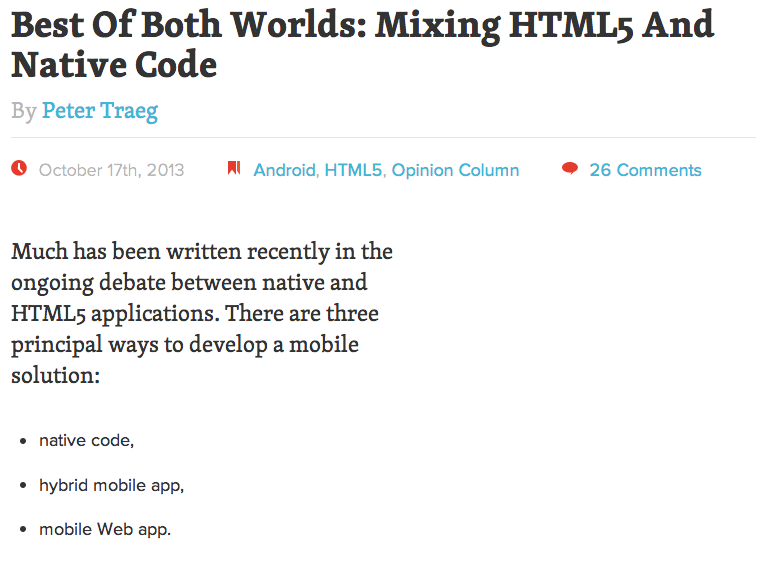 Best Of Both Worlds: Mixing HTML5 And
Native Code
By Peter Traeg
October 17th, 2013 Android, HTML5, Opinion Column 26 Comments
Much has been written recently in the
ongoing debate between native and
HTML5 applications. There are three
principal ways to develop a mobile
solution:
• native code,
• hybrid mobile app,
• mobile Web app.